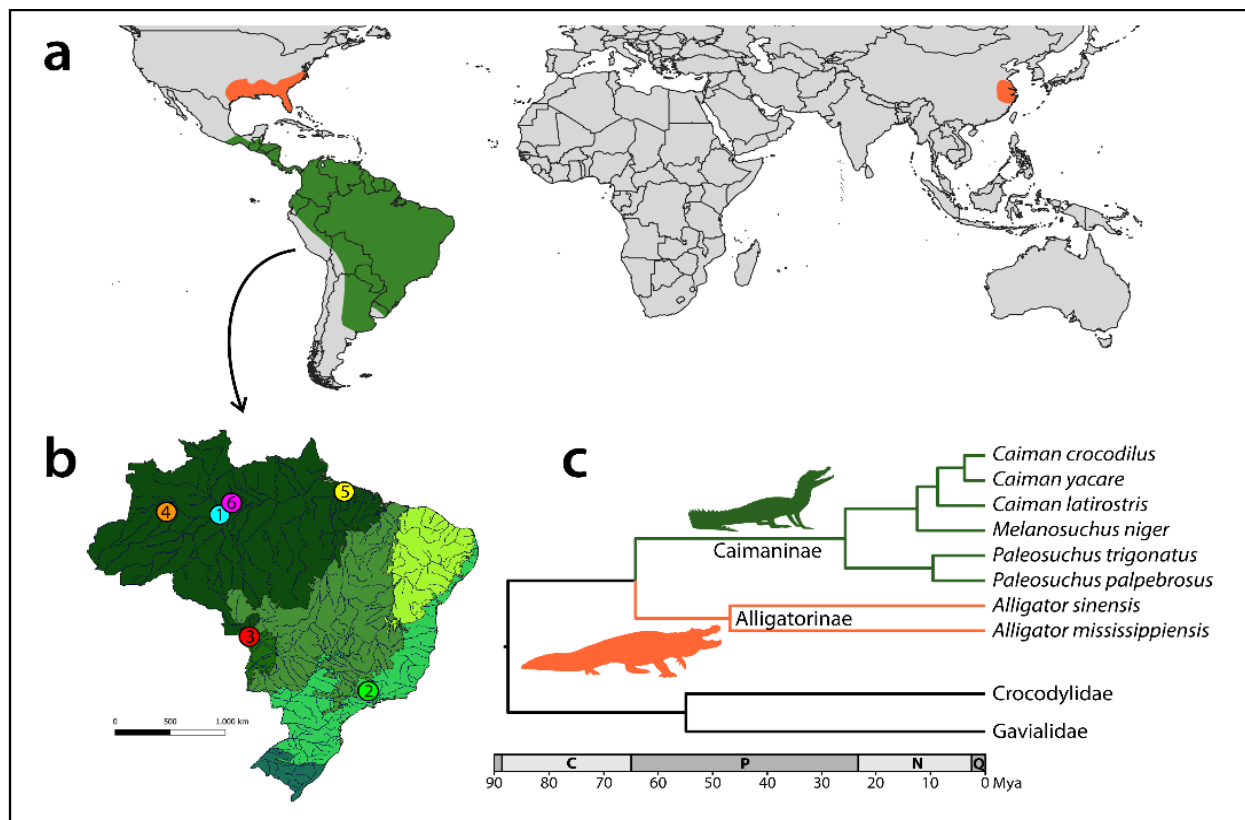 a
b
4
6
1
5
3
2
0 500 1.000 km
c
Caiman crocodilus
Caiman yacare
Caiman latirostris
Melanosuchus niger
Paleosuchus trigonatus
Paleosuchus palpebrosus
Alligator sinensis
Alligator mississippiensis
Caimaninae
Alligatorinae
Crocodylidae
Gavialidae
C P N Q
90 80 70 60 50 40 30 20 10 0 Mya